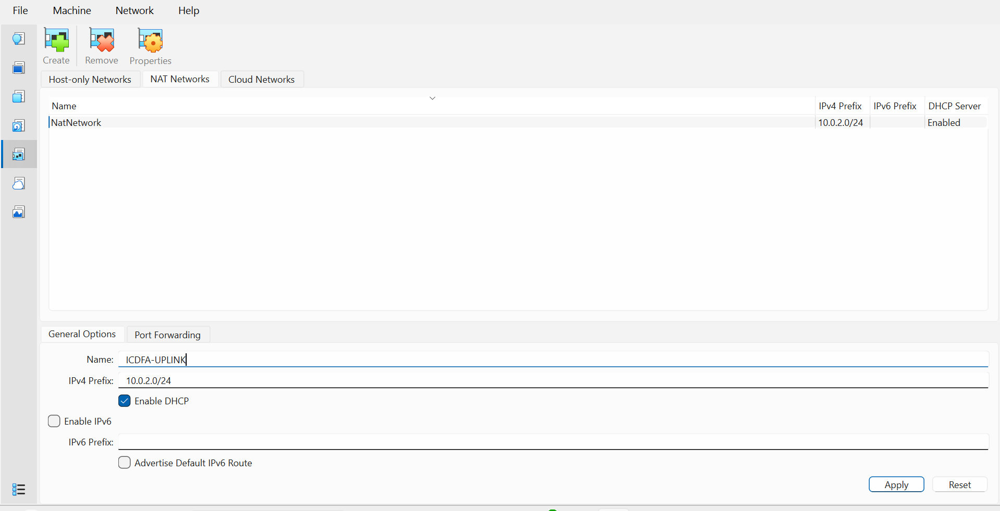 File Machine Network Help
Create Remove Properties
Host-only Networks NAT Networks Cloud Networks
Name IPv4 Prefix IPv6 Prefix DHCP Server
NatNetwork 10.0.2.0/24 Enabled
General Options Port Forwarding
Name: ICDFA-UPLINK
IPv4 Prefix: 10.0.2.0/24
Enable DHCP
Enable IPv6
IPv6 Prefix:
Advertise Default IPv6 Route
Apply Reset